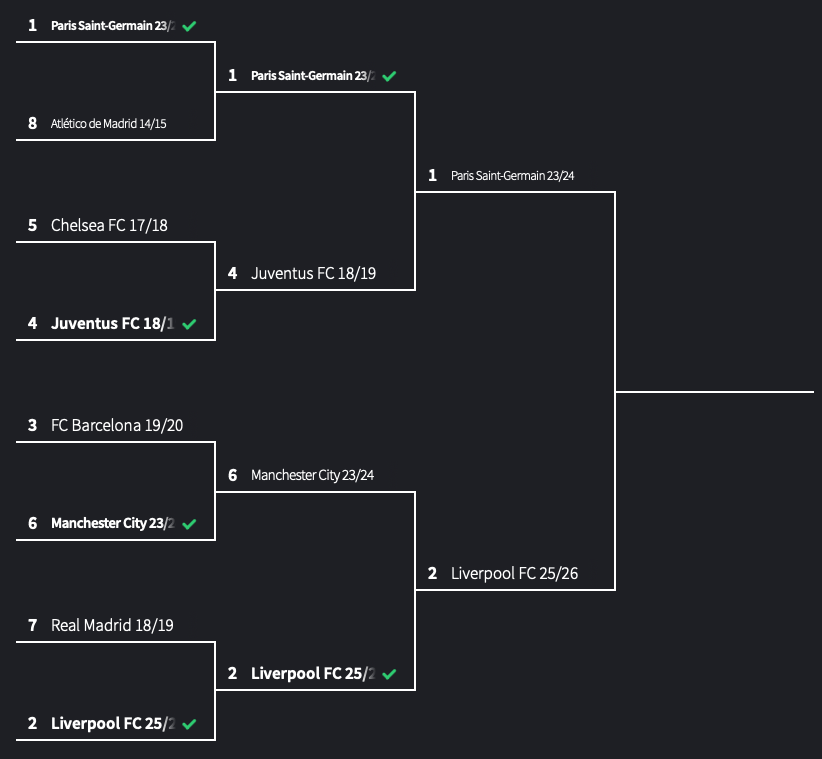 1 Paris Saint-Germain 23/2
8 Atlético de Madrid 14/15
5 Chelsea FC 17/18
4 Juventus FC 18/1
3 FC Barcelona 19/20
6 Manchester City 23/2
7 Real Madrid 18/19
2 Liverpool FC 25/2
1 Paris Saint-Germain 23/2
4 Juventus FC 18/19
6 Manchester City 23/24
2 Liverpool FC 25/2
1 Paris Saint-Germain 23/24
2 Liverpool FC 25/26